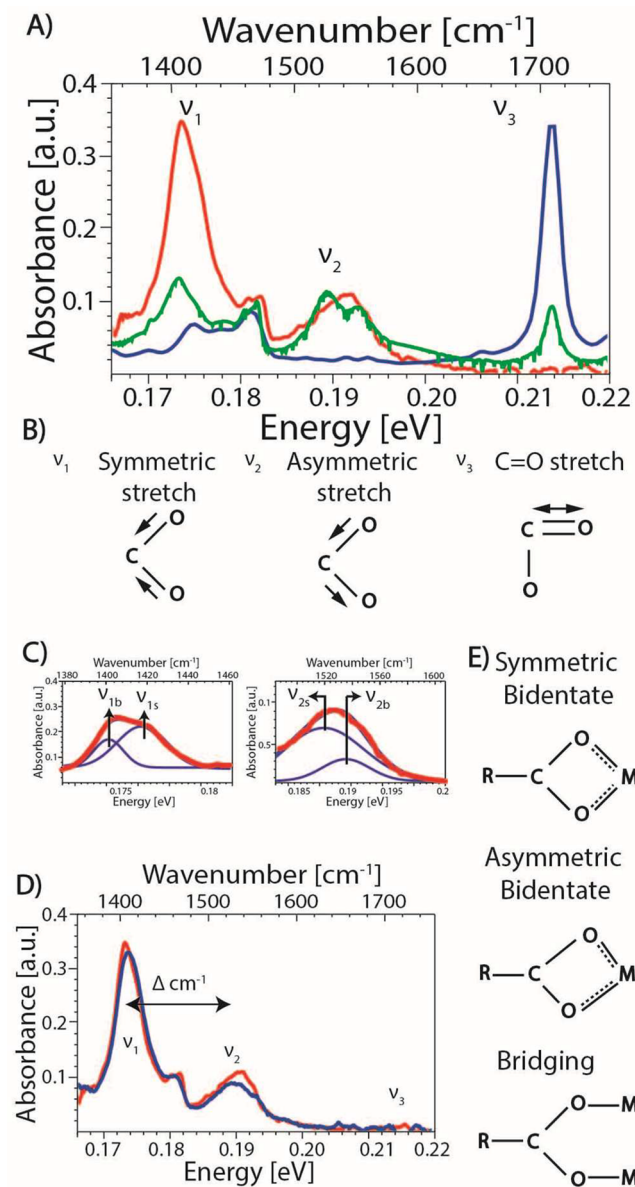 A)
Wavenumber [cm-1]
1400 1500 1600 1700
0.4
0.3
0.2
0.1
Absorbance [a.u.]
ν1
ν2
ν3
0.17 0.18 0.19 0.20 0.21 0.22
Energy [eV]
B)
ν1 Symmetric stretch
ν2 Asymmetric stretch
ν3 C=O stretch
C O O
C O O
C O
O
C)
Wavenumber [cm-1]
1380 1400 1420 1440 1460
0.4
0.3
0.2
0.1
Absorbance [a.u.]
ν1b ν1s
0.175 0.18
Energy [eV]
Wavenumber [cm-1]
1520 1560 1600
0.1
0.5
Absorbance [a.u.]
ν2s ν2b
0.185 0.19 0.195 0.2
Energy [eV]
D)
Wavenumber [cm-1]
1400 1500 1600 1700
0.4
0.3
0.2
0.1
Absorbance [a.u.]
Δ cm-1
ν1
ν2
ν3
0.17 0.18 0.19 0.20 0.21 0.22
Energy [eV]
E)
Symmetric
Bidentate
O
R C M
O
Asymmetric
Bidentate
O
R C M
O
Bridging
O M
R C
O M